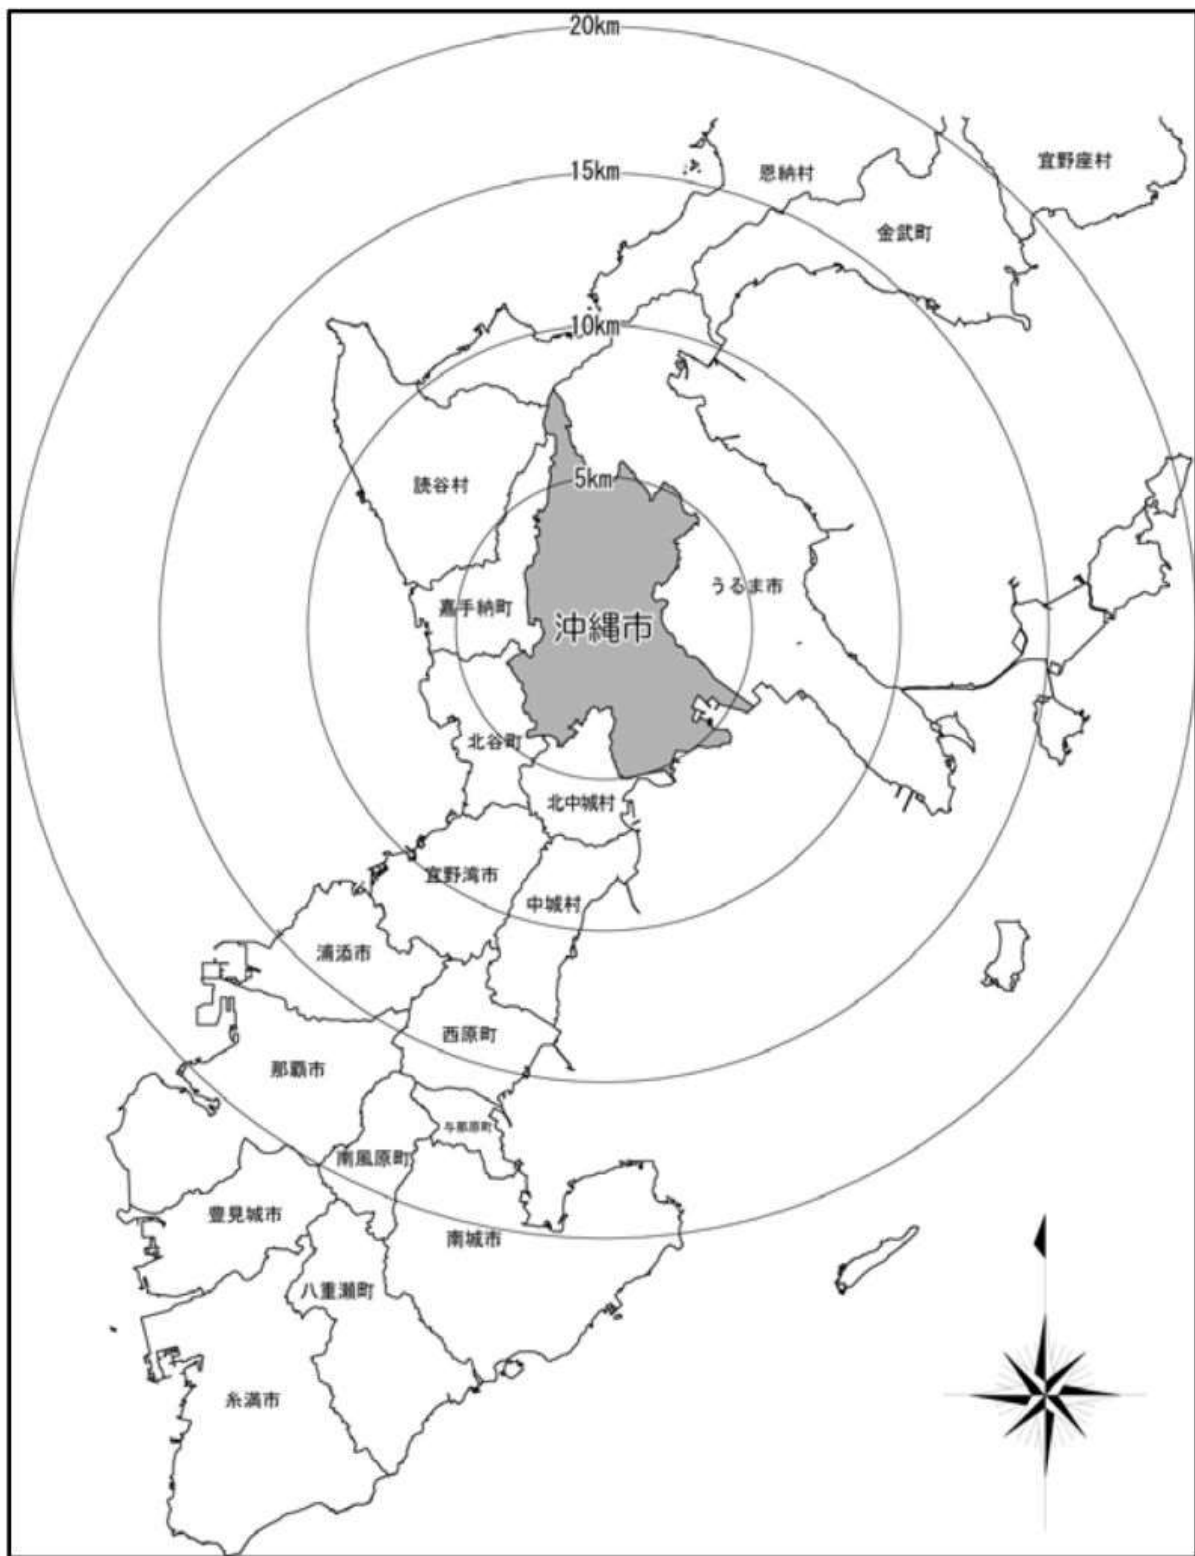 20km
15km
恩納村
宜野座村
金武町
10km
5km
読谷村
うるま市
嘉手納町
沖縄市
北谷町
北中城村
宜野湾市
中城村
浦添市
西原町
那覇市
与那原町
南風原町
豊見城市
南城市
八重瀬町
糸満市